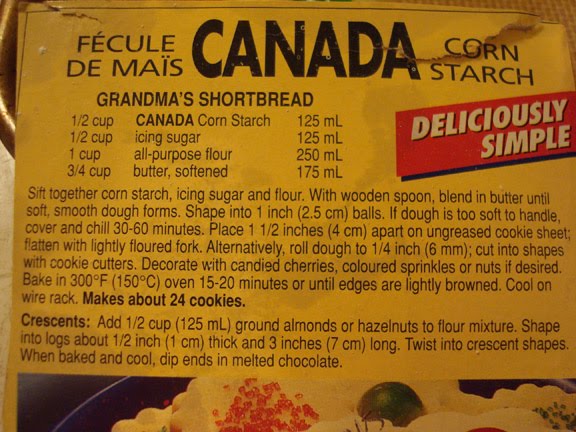 FÉCULE
DE MAÏS
CANADA
CORN
STARCH
GRANDMA'S SHORTBREAD
1/2 cup CANADA Corn Starch 125 mL
1/2 cup icing sugar 125 mL
1 cup all-purpose flour 250 mL
3/4 cup butter, softened 175 mL
DELICIOUSLY
SIMPLE
Sift together corn starch, icing sugar and flour. With wooden spoon, blend in butter until
soft, smooth dough forms. Shape into 1 inch (2.5 cm) balls. If dough is too soft to handle,
cover and chill 30-60 minutes. Place 1 1/2 inches (4 cm) apart on ungreased cookie sheet;
flatten with lightly floured fork. Alternatively, roll dough to 1/4 inch (6 mm); cut into shapes
with cookie cutters. Decorate with candied cherries, coloured sprinkles or nuts if desired.
Bake in 300°F (150°C) oven 15-20 minutes or until edges are lightly browned. Cool on
wire rack. Makes about 24 cookies.
Crescents: Add 1/2 cup (125 mL) ground almonds or hazelnuts to flour mixture. Shape
into logs about 1/2 inch (1 cm) thick and 3 inches (7 cm) long. Twist into crescent shapes.
When baked and cool, dip ends in melted chocolate.